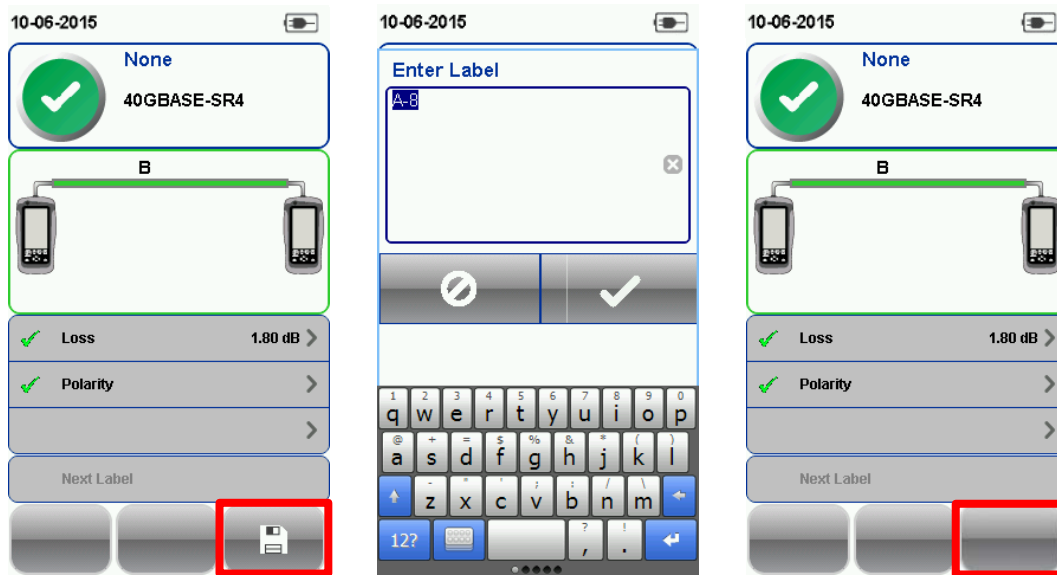 10-06-2015
None
40GBASE-SR4
B
Loss 1.80 dB
Polarity
Next Label
10-06-2015
Enter Label
A-8
1 2 3 4 5 6 7 8 9 0
q w e r t y u i o p
@ + = $ % & * ( )
a s d f g h j k l
- " ' ; : / \
z x c v b n m
? !
12? , .
10-06-2015
None
40GBASE-SR4
B
Loss 1.80 dB
Polarity
Next Label